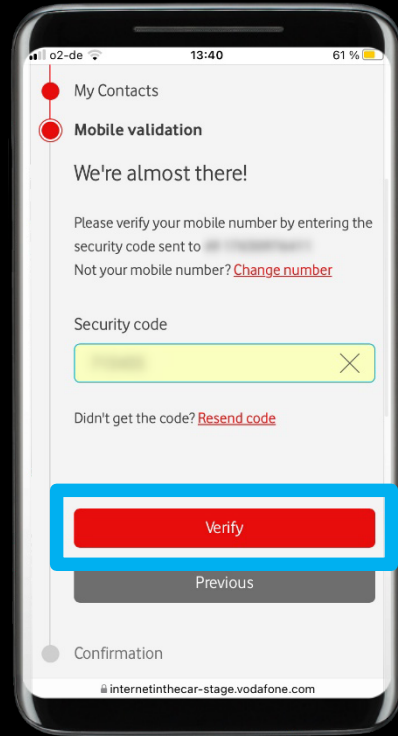 o2-de
13:40
61 %
My Contacts
Mobile validation
We're almost there!
Please verify your mobile number by entering the
security code sent to
Not your mobile number? Change number
Security code
Didn't get the code? Resend code
Verify
Previous
Confirmation
internetinthecar-stage.vodafone.com